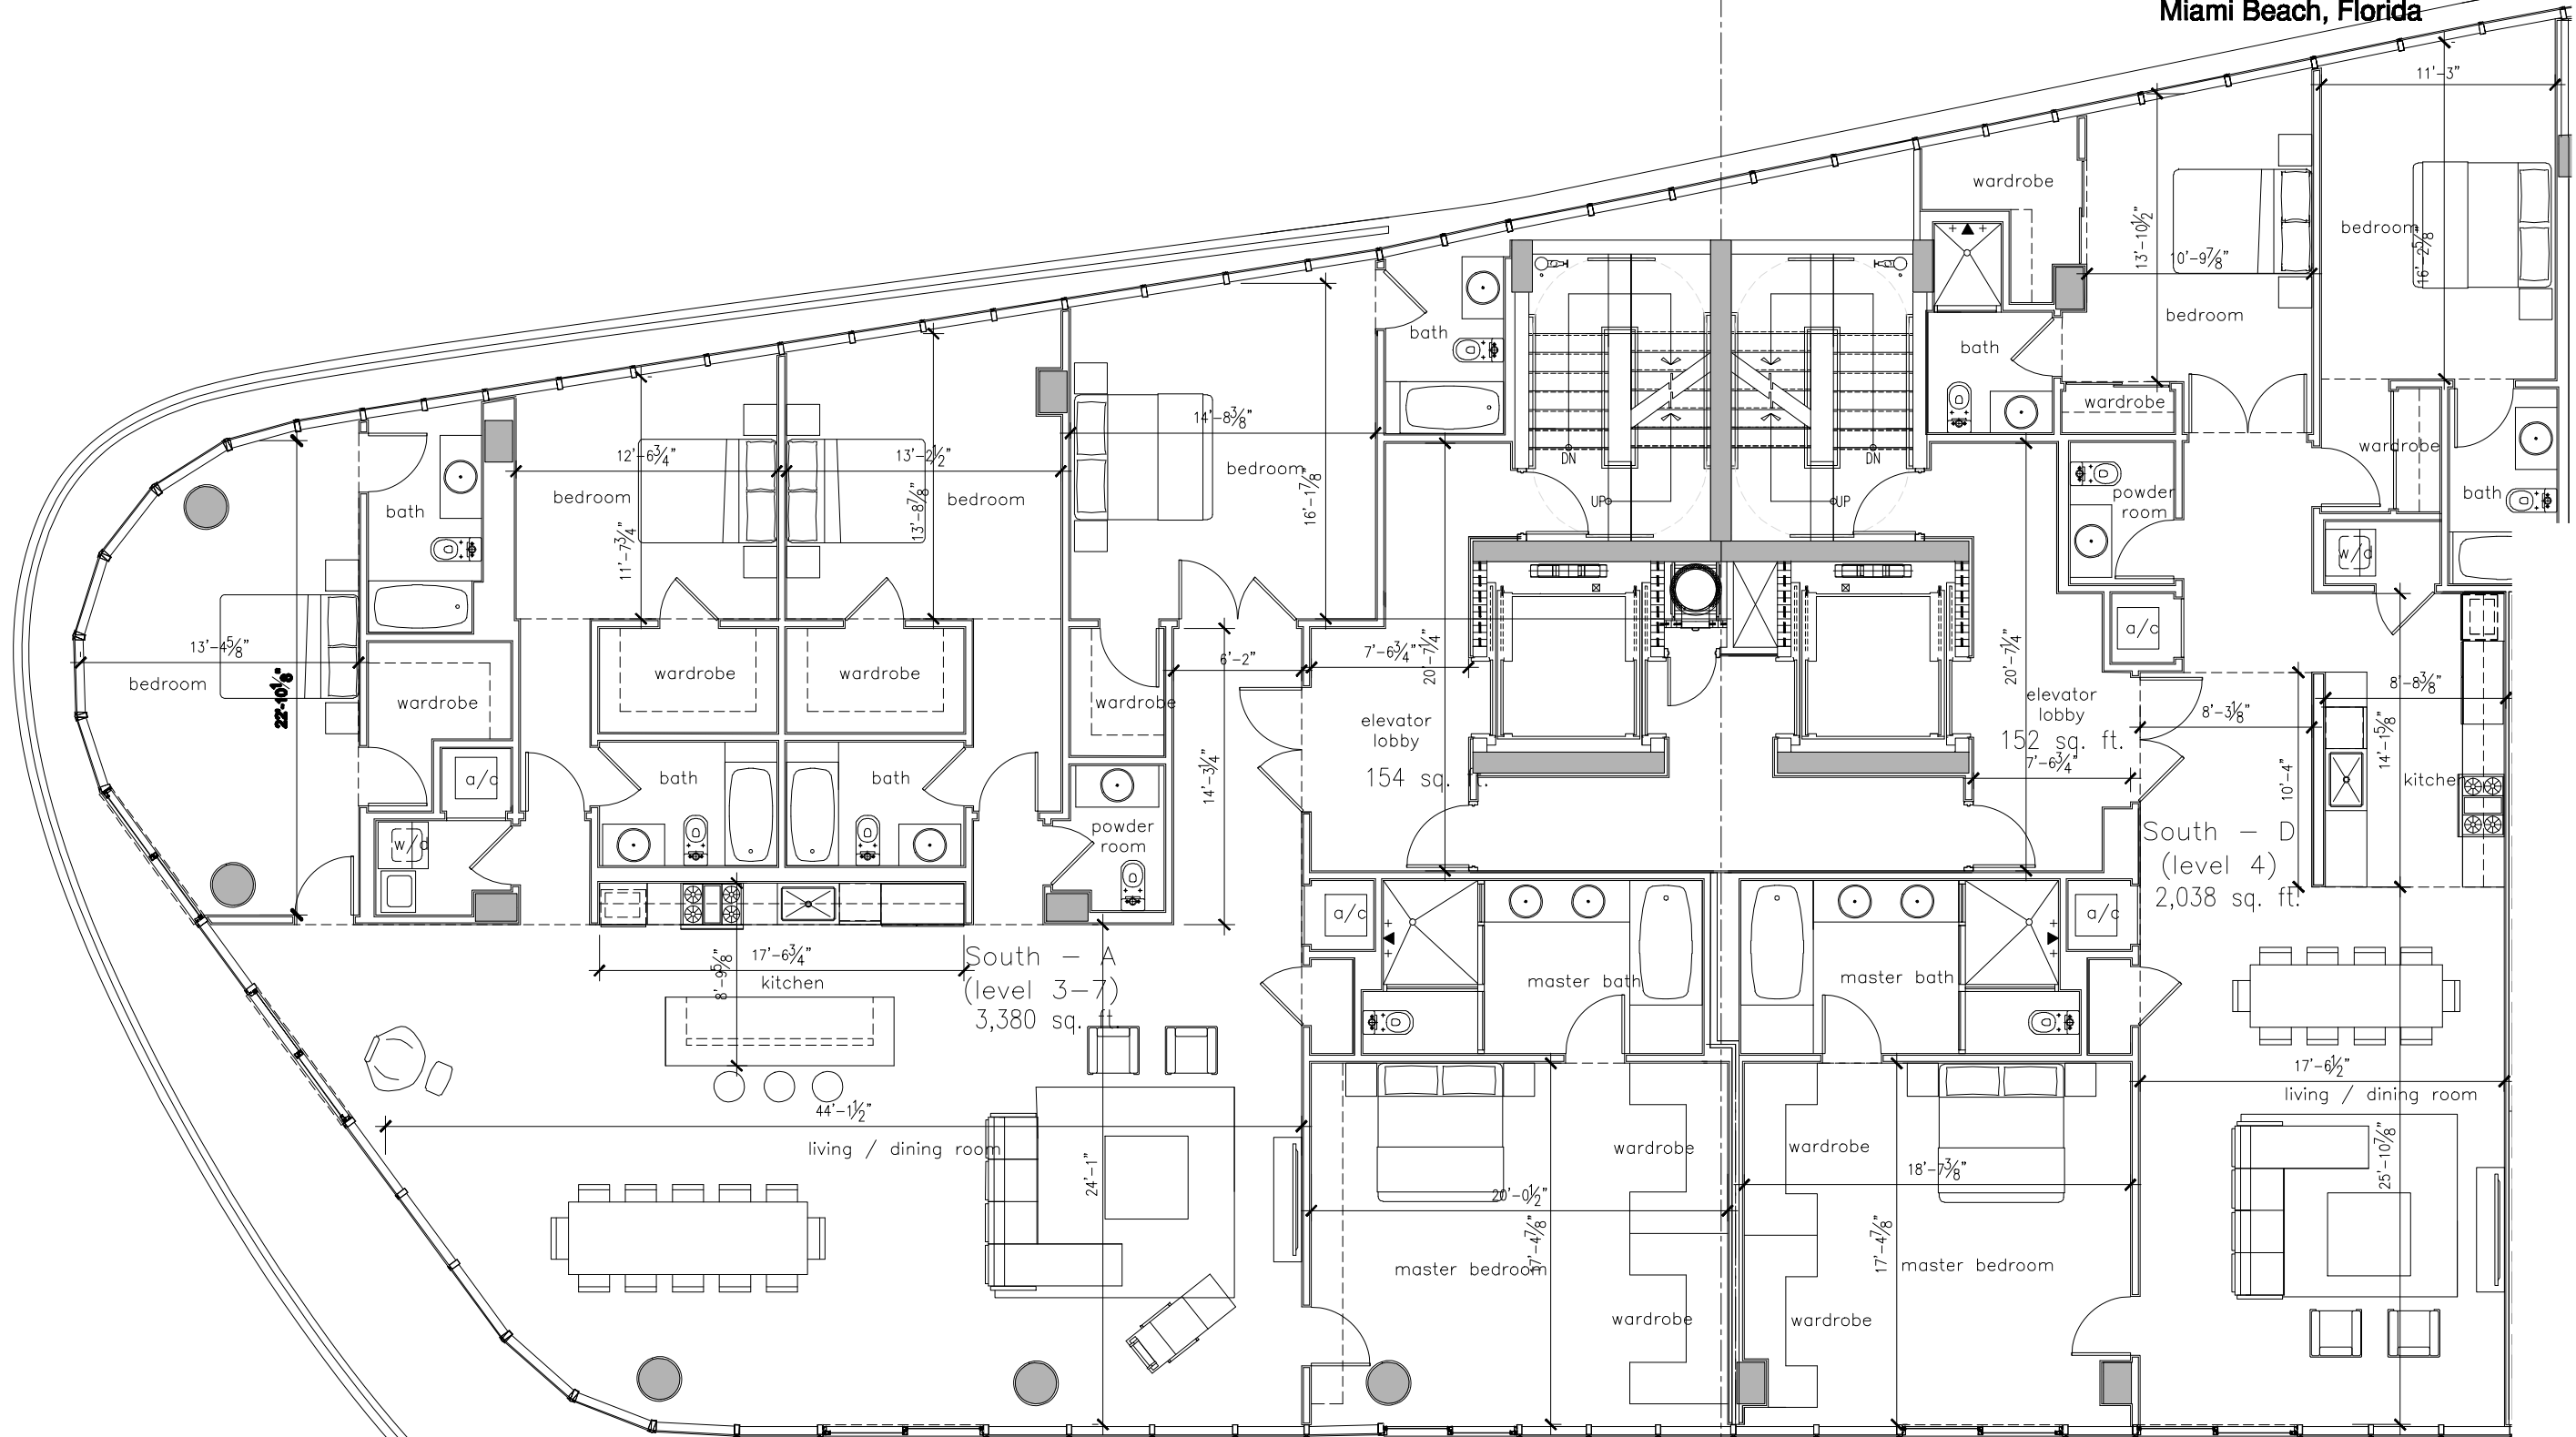 Miami Beach, Florida
11'-3"
wardrobe
13'-10½"
10'-9⅞"
bedroom
bedroom
16'-2⅝"
bath
bath
wardrobe
wardrobe
bath
powder
room
w/d
a/c
DN
DN
UP
UP
14'-8⅜"
bedroom
16'-1⅞"
12'-6¾"
bedroom
11'-7¾"
13'-2½"
bedroom
13'-8⅞"
bath
13'-4⅝"
bedroom
22'-10⅛"
wardrobe
wardrobe
wardrobe
wardrobe
6'-2"
14'-3¼"
7'-6¾"
20'-7¼"
elevator
lobby
154 sq. ft.
20'-7¼"
elevator
lobby
152 sq. ft.
7'-6¾"
8'-3⅛"
8'-8⅜"
14'-1⅝"
10'-4"
kitchen
a/c
w/d
bath
bath
powder
room
South - D
(level 4)
2,038 sq. ft.
a/c
a/c
master bath
master bath
17'-6¾"
8'-9⅝"
kitchen
South - A
(level 3-7)
3,380 sq. ft.
44'-1½"
living / dining room
24'-1"
wardrobe
wardrobe
20'-0½"
17'-4⅞"
master bedroom
wardrobe
18'-7⅜"
17'-4⅞"
master bedroom
wardrobe
17'-6½"
living / dining room
25'-10⅞"